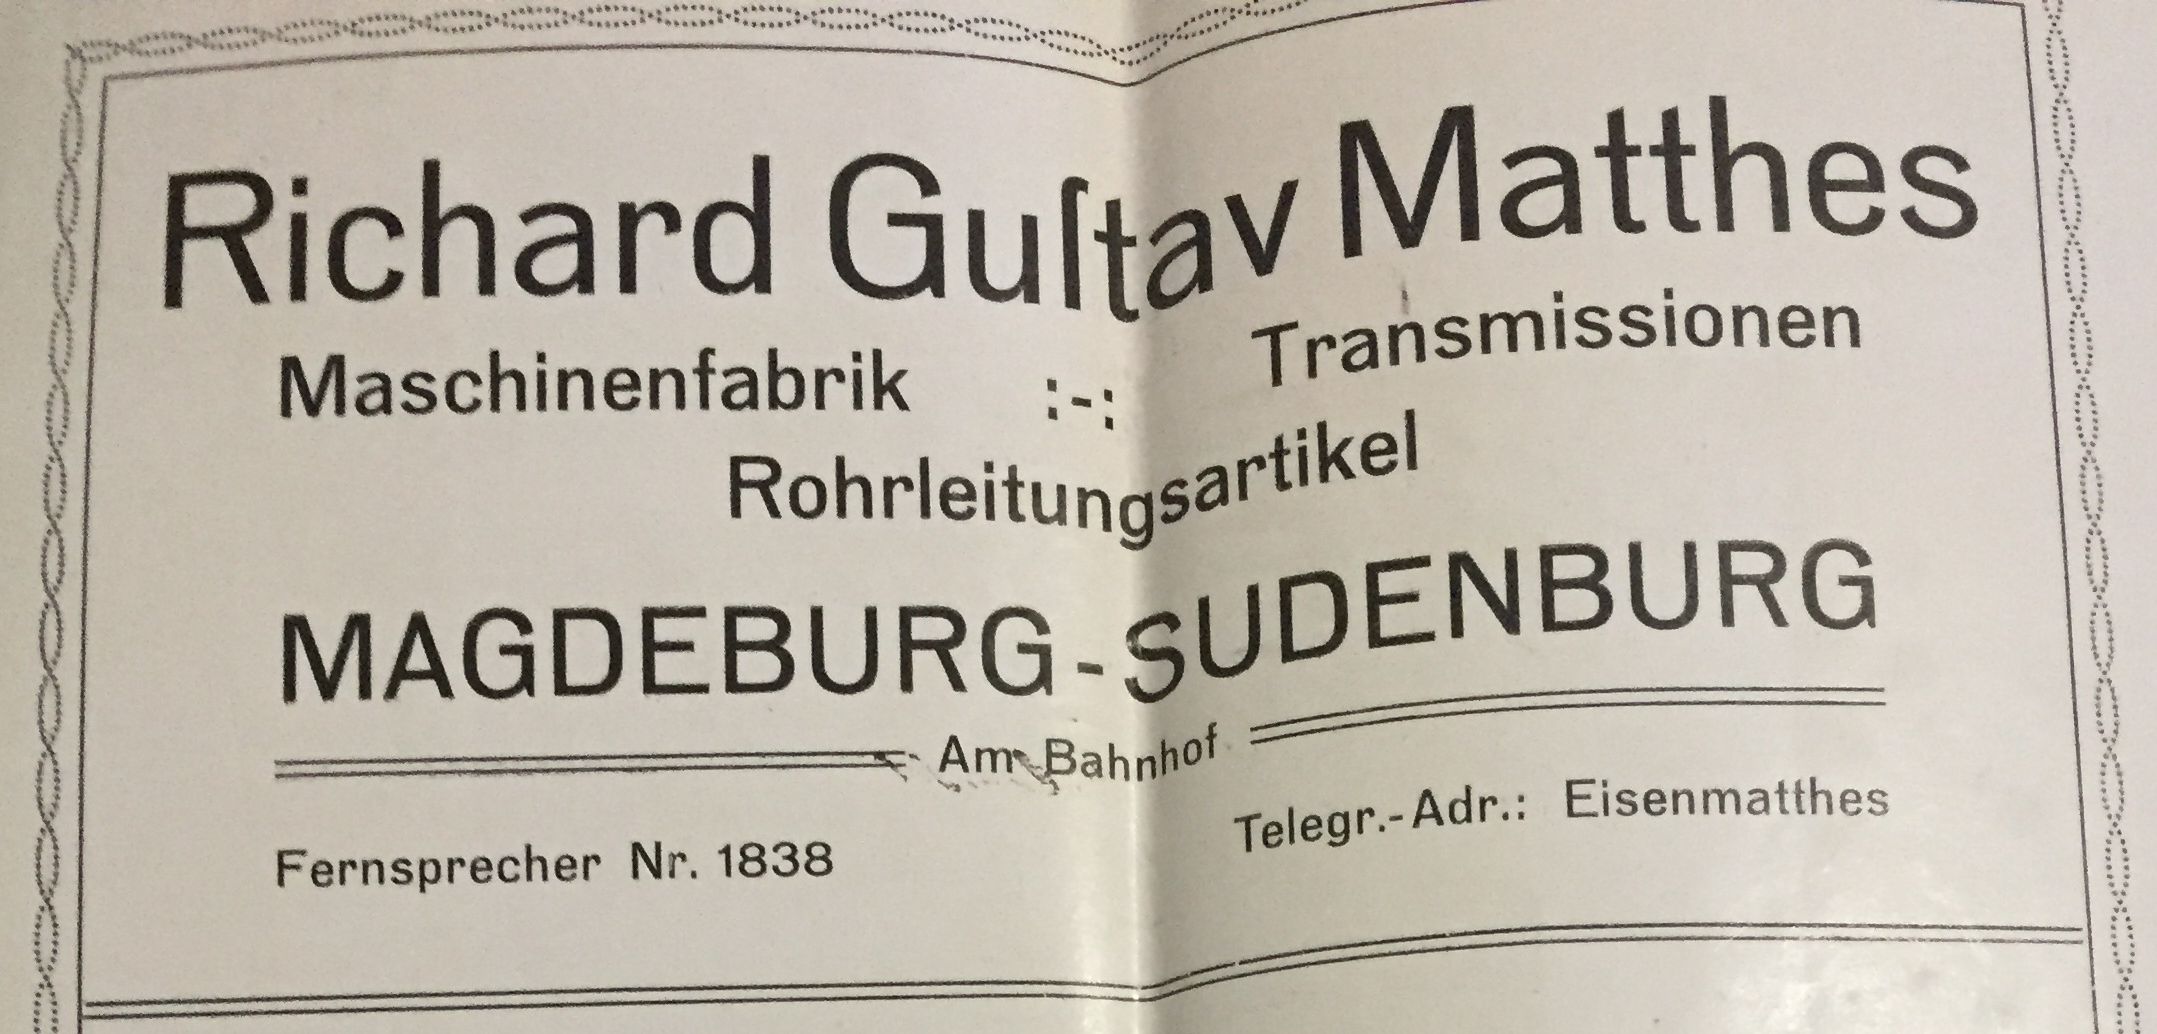 Richard Guſtav Matthes
Maschinenfabrik :-: Transmissionen
Rohrleitungsartikel
MAGDEBURG-SUDENBURG
Am Bahnhof
Fernsprecher Nr. 1838 Telegr.-Adr.: Eisenmatthes